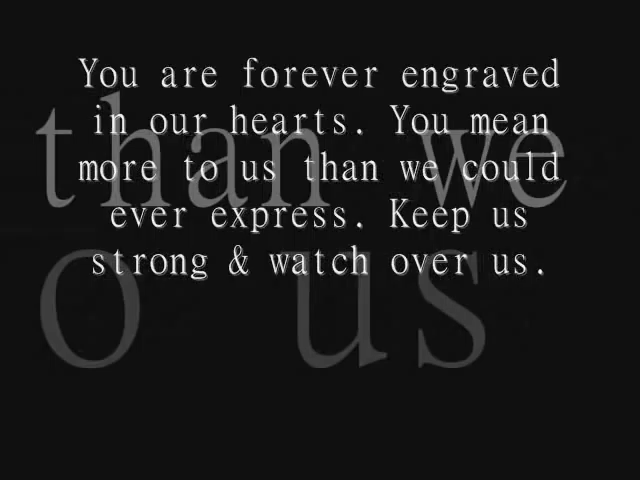 You are forever engraved
in our hearts. You mean
more to us than we could
ever express. Keep us
strong & watch over us.
than we
o us